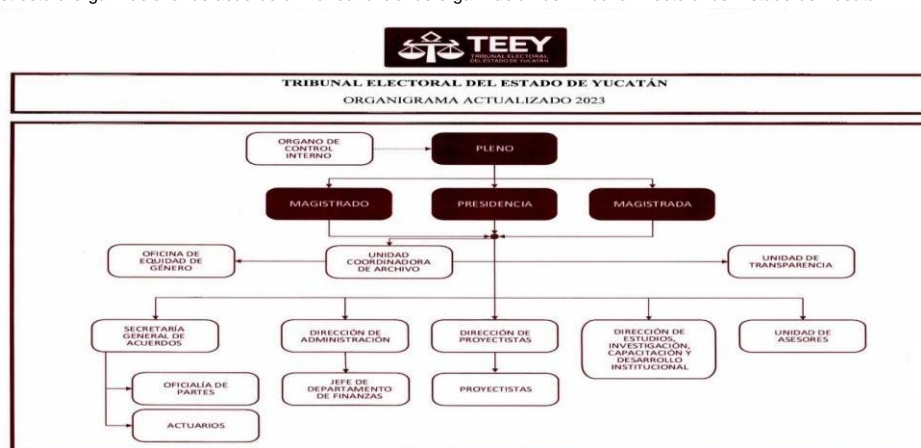 TEEY
TRIBUNAL ELECTORAL
DEL ESTADO DE YUCATÁN
TRIBUNAL ELECTORAL DEL ESTADO DE YUCATÁN
ORGANIGRAMA ACTUALIZADO 2023
ORGANO DE
CONTROL
INTERNO
PLENO
MAGISTRADO
PRESIDENCIA
MAGISTRADA
OFICINA DE
EQUIDAD DE
GÉNERO
UNIDAD
COORDINADORA
DE ARCHIVO
UNIDAD DE
TRANSPARENCIA
SECRETARÍA
GENERAL DE
ACUERDOS
DIRECCIÓN DE
ADMINISTRACIÓN
DIRECCIÓN DE
PROYECTISTAS
DIRECCIÓN DE
ESTUDIOS,
INVESTIGACIÓN,
CAPACITACIÓN Y
DESARROLLO
INSTITUCIONAL
UNIDAD DE
ASESORES
OFICIALÍA DE
PARTES
JEFE DE
DEPARTAMENTO
DE FINANZAS
PROYECTISTAS
ACTUARIOS